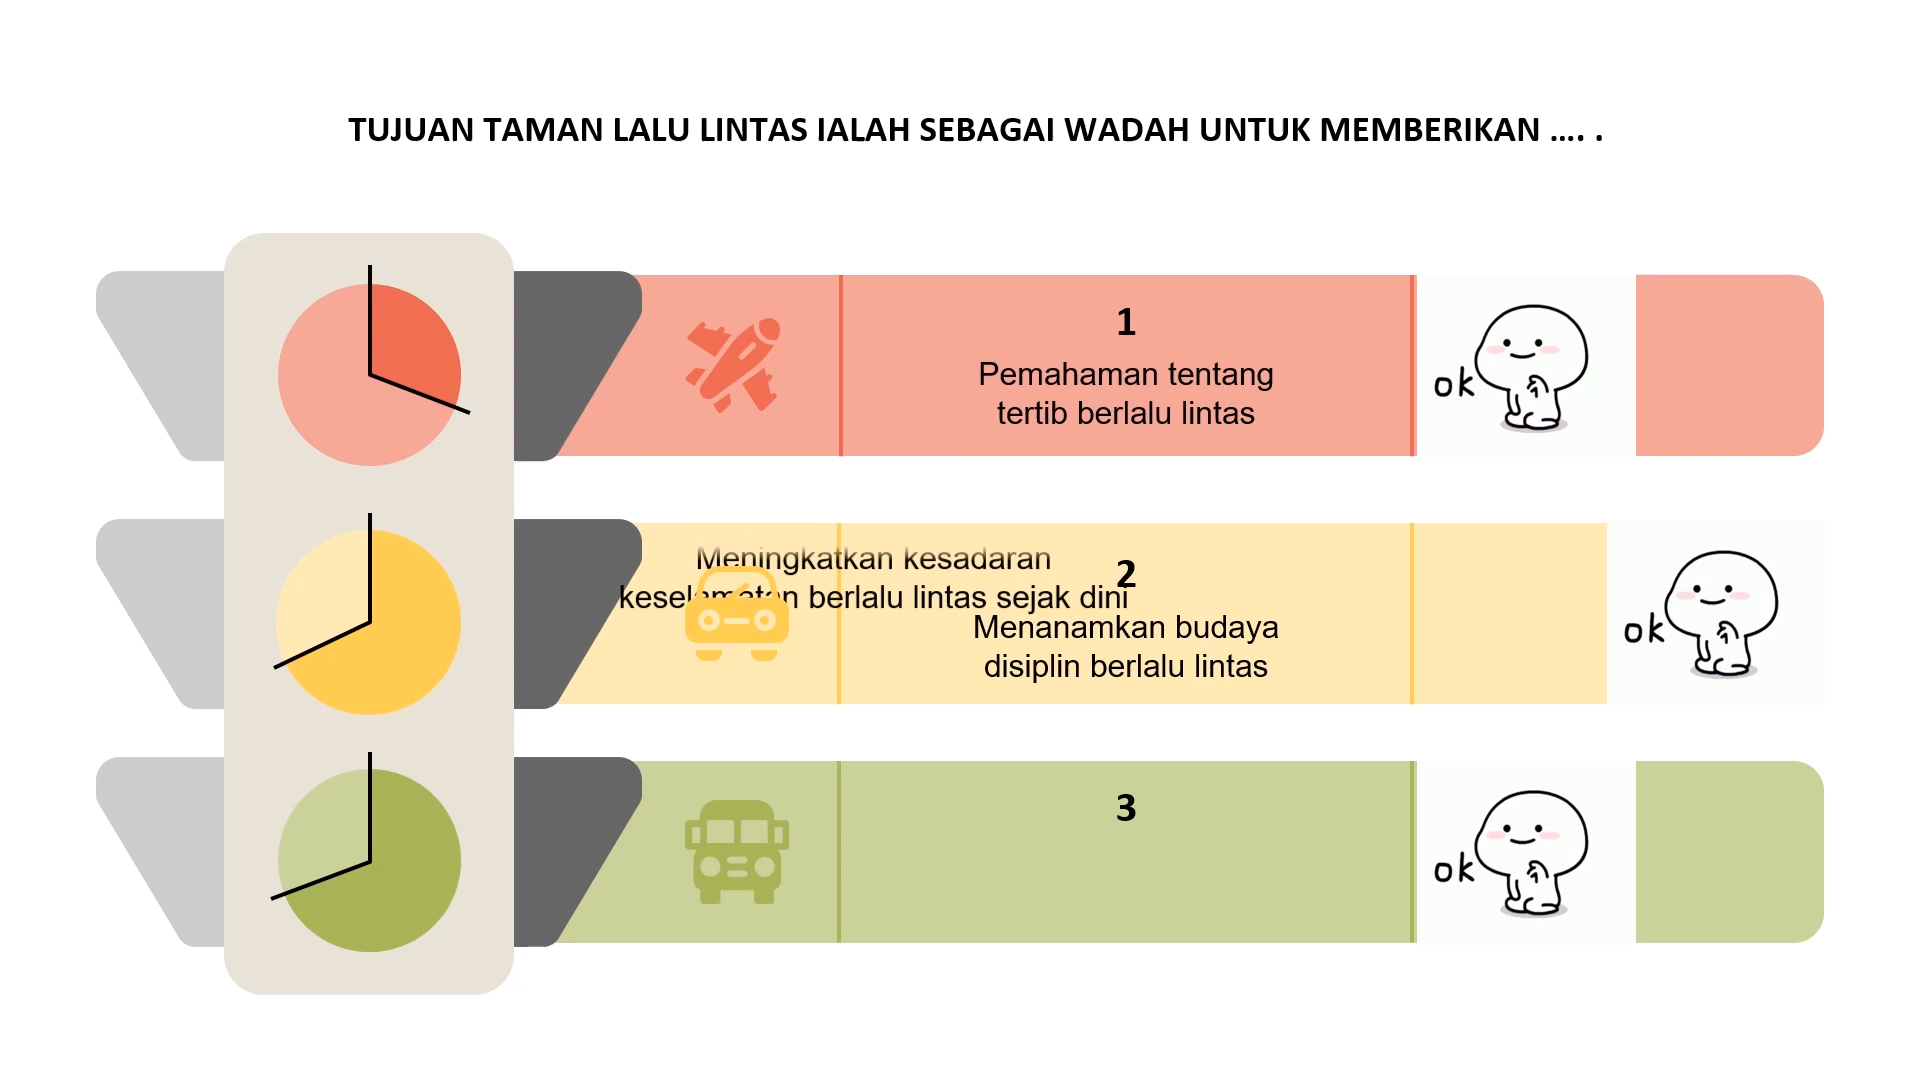 TUJUAN TAMAN LALU LINTAS IALAH SEBAGAI WADAH UNTUK MEMBERIKAN .... .
1
Pemahaman tentang
tertib berlalu lintas
ok
Meningkatkan kesadaran
keselamatan berlalu lintas sejak dini
2
Menanamkan budaya
disiplin berlalu lintas
ok
3
ok